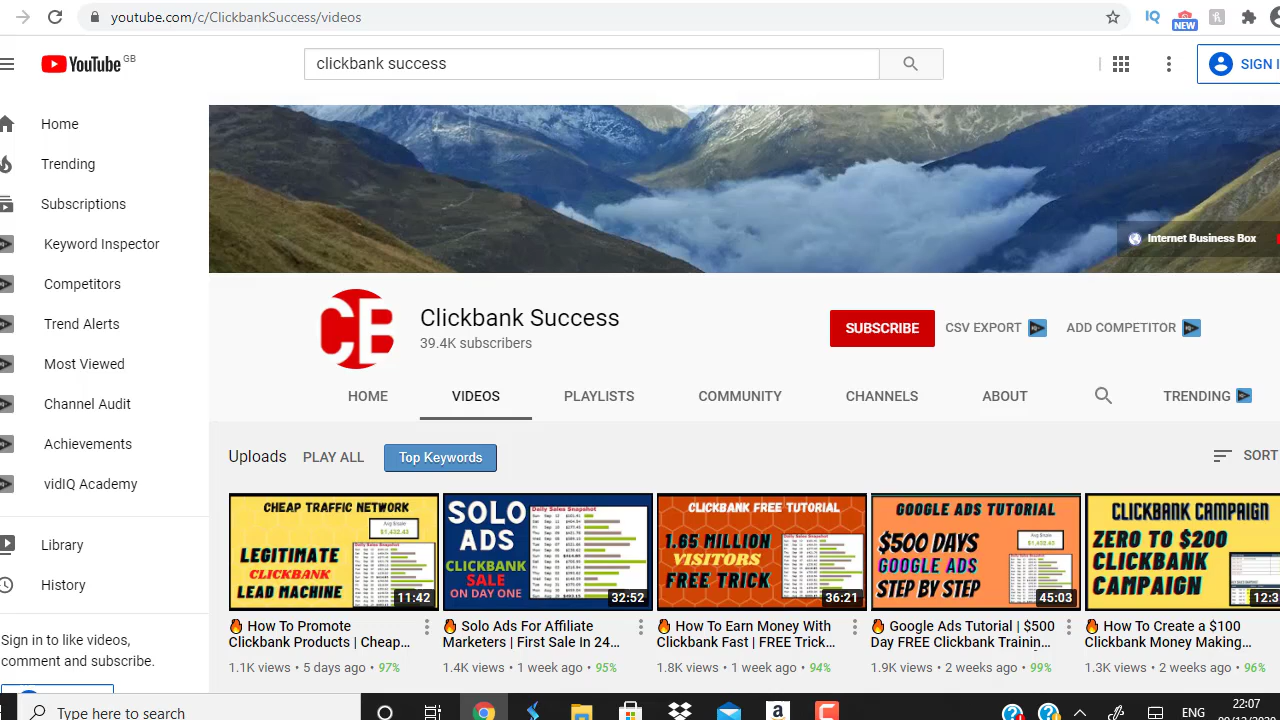 youtube.com/c/ClickbankSuccess/videos
NEW
YouTube GB
clickbank success
SIGN I
Home
Trending
Subscriptions
Keyword Inspector
Competitors
Trend Alerts
Most Viewed
Channel Audit
Achievements
vidIQ Academy
Library
History
Sign in to like videos,
comment and subscribe.
Internet Business Box
CB
Clickbank Success
39.4K subscribers
SUBSCRIBE
CSV EXPORT
ADD COMPETITOR
HOME
VIDEOS
PLAYLISTS
COMMUNITY
CHANNELS
ABOUT
TRENDING
Uploads
PLAY ALL
Top Keywords
SORT
CHEAP TRAFFIC NETWORK
LEGITIMATE
CLICKBANK
LEAD MACHINE
11:42
How To Promote
Clickbank Products | Cheap...
1.1K views • 5 days ago • 97%
SOLO
ADS
CLICKBANK
SALE
ON DAY ONE
Daily Sales Snapshot
32:52
Solo Ads For Affiliate
Marketers | First Sale In 24...
1.4K views • 1 week ago • 95%
CLICKBANK FREE TUTORIAL
1.65 MILLION
VISITORS
FREE TRICK
36:21
How To Earn Money With
Clickbank Fast | FREE Trick...
1.8K views • 1 week ago • 94%
GOOGLE ADS TUTORIAL
$500 DAYS
GOOGLE ADS
STEP BY STEP
45:03
Google Ads Tutorial | $500
Day FREE Clickbank Trainin...
1.9K views • 2 weeks ago • 99%
CLICKBANK CAMPAIGN
ZERO TO $200
CLICKBANK
CAMPAIGN
12:3
How To Create a $100
Clickbank Money Making...
1.3K views • 2 weeks ago • 96%
Type here to search
ENG
22:07